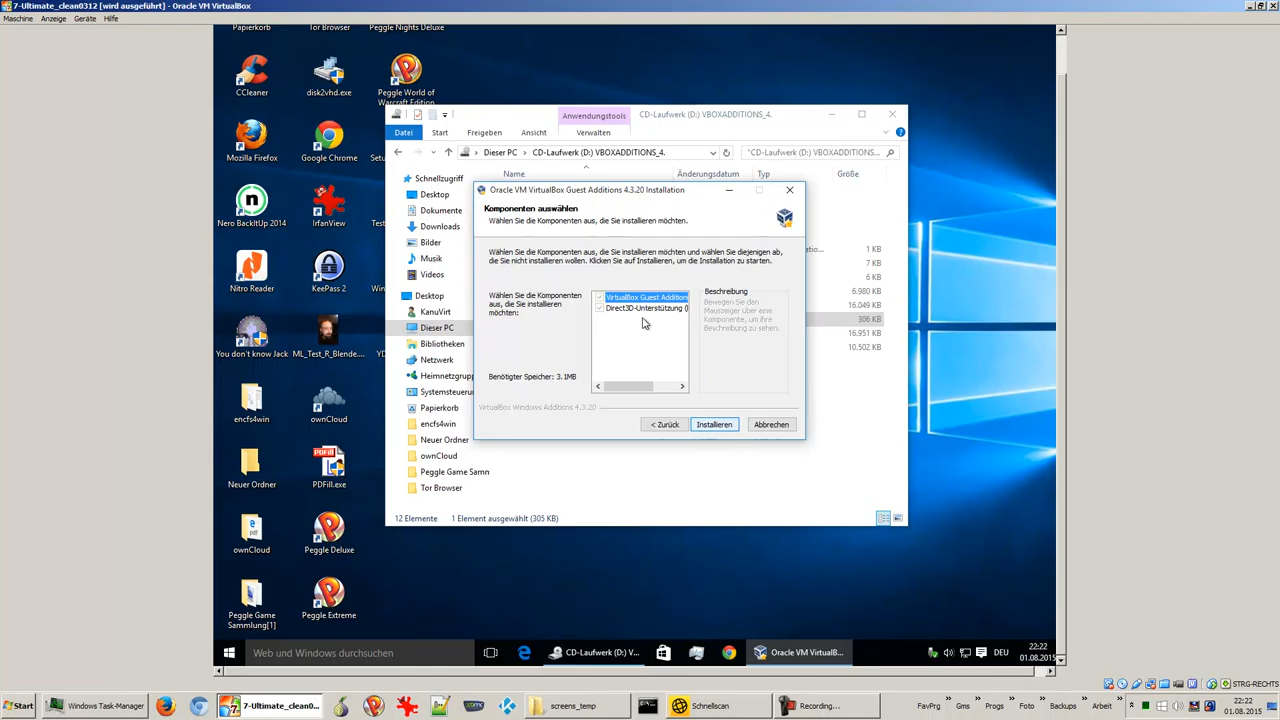 7-Ultimate_clean0312 [wird ausgeführt] - Oracle VM VirtualBox
Maschine Anzeige Geräte Hilfe
Papierkorb Tor Browser Peggle Nights Deluxe
CCleaner disk2vhd.exe Peggle World of Warcraft Edition
Mozilla Firefox Google Chrome
Nero BackItUp 2014 IrfanView
Nitro Reader KeePass 2
You don't know Jack ML_Test_R_Blende...
encfs4win ownCloud
Neuer Ordner PDFill.exe
ownCloud Peggle Deluxe
Peggle Game Sammlung[1] Peggle Extreme
Anwendungstools CD-Laufwerk (D:) VBOXADDITIONS_4.
Datei Start Freigeben Ansicht Verwalten
Dieser PC CD-Laufwerk (D:) VBOXADDITIONS_4. "CD-Laufwerk (D:) VBOXADDITIONS...
Name Änderungsdatum Typ Größe
Schnellzugriff
Desktop
Dokumente
Downloads
Bilder
Musik
Videos
Desktop
KanuVirt
Dieser PC
Bibliotheken
Netzwerk
Heimnetzgrupp
Systemsteueru
Papierkorb
encfs4win
Neuer Ordner
ownCloud
Peggle Game Samn
Tor Browser
1 KB
7 KB
6 KB
6.980 KB
16.049 KB
306 KB
16.951 KB
10.502 KB
12 Elemente 1 Element ausgewählt (305 KB)
Oracle VM VirtualBox Guest Additions 4.3.20 Installation
Komponenten auswählen
Wählen Sie die Komponenten aus, die Sie installieren möchten.
Wählen Sie die Komponenten aus, die Sie installieren möchten und wählen Sie diejenigen ab,
die Sie nicht installieren wollen. Klicken Sie auf Installieren, um die Installation zu starten.
Wählen Sie die Komponenten
aus, die Sie installieren
möchten:
VirtualBox Guest Addition
Direct3D-Unterstützung (
Beschreibung
Bewegen Sie den
Mauszeiger über eine
Komponente, um ihre
Beschreibung zu sehen.
Benötigter Speicher: 3.1MB
VirtualBox Windows Additions 4.3.20
< Zurück Installieren Abbrechen
Web und Windows durchsuchen CD-Laufwerk (D:) V... Oracle VM VirtualB... DEU 22:22
01.08.2015
STRG-RECHTS
Start Windows Task-Manager 7-Ultimate_clean0... screens_temp Schnellscan Recording... FavPrg Gems Progs Foto Backups Arbeit 22:22
01.08.2015